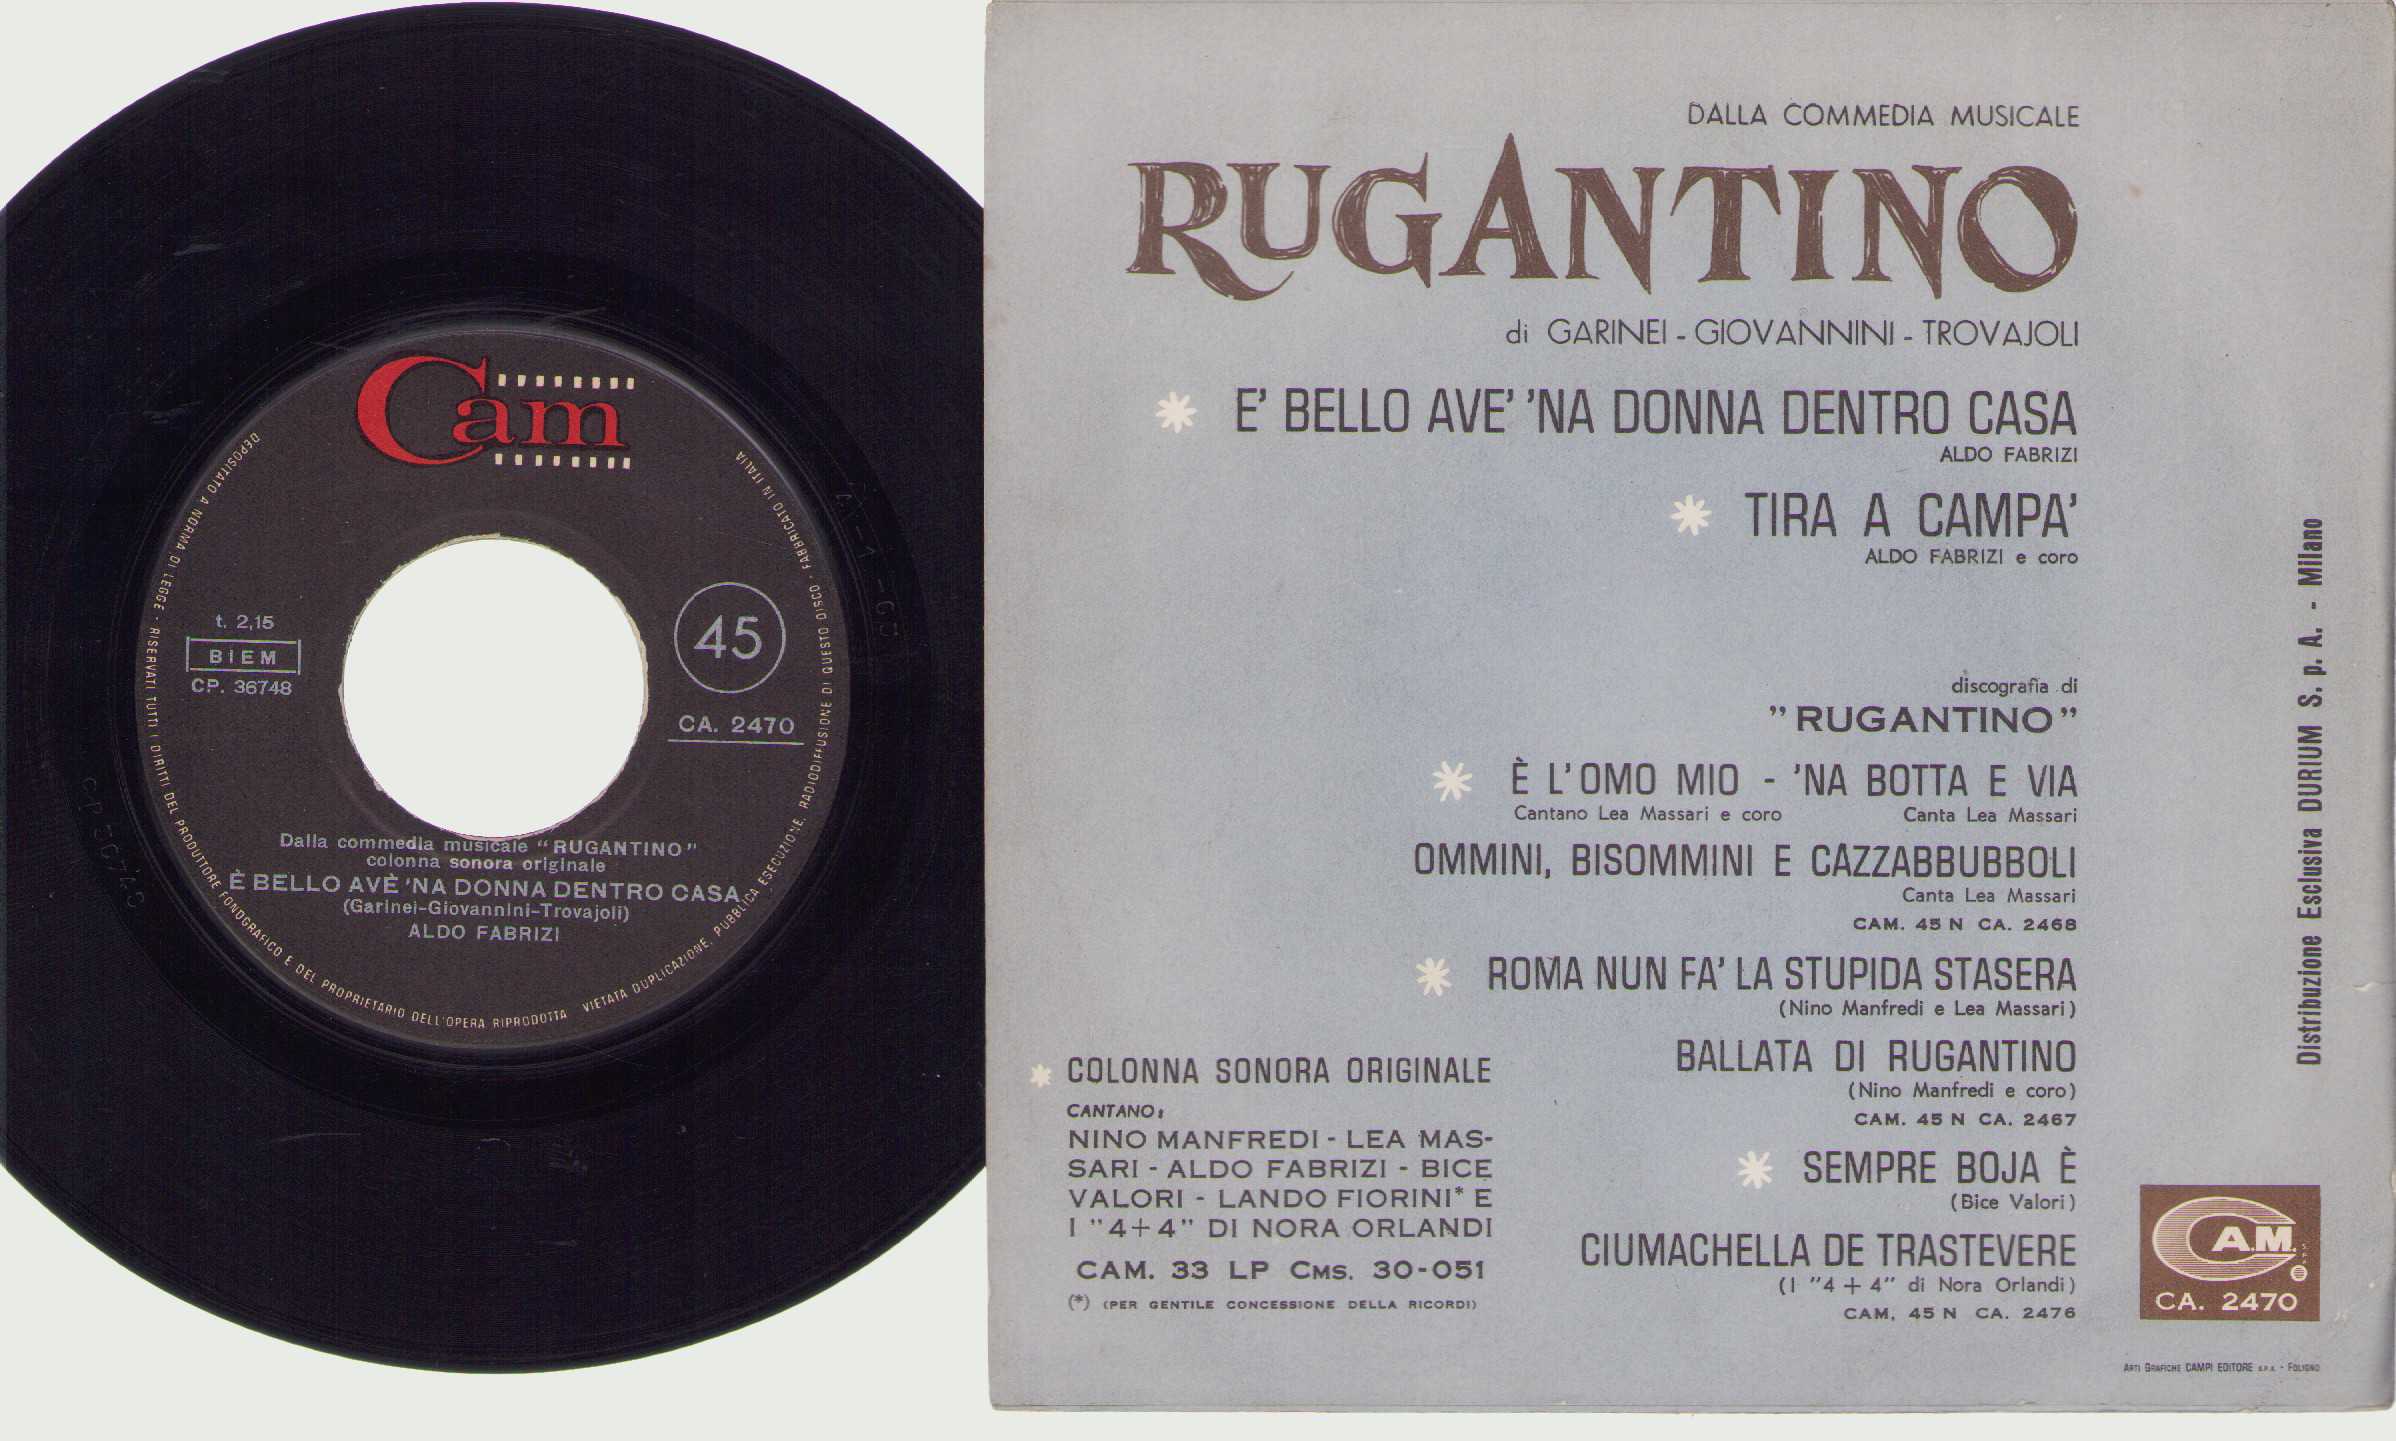 Cam
t. 2,15
BIEM
CP. 36748
45
CA. 2470
Dalla commedia musicale "RUGANTINO"
colonna sonora originale
È BELLO AVÈ 'NA DONNA DENTRO CASA
(Garinei-Giovannini-Trovajoli)
ALDO FABRIZI
DEPOSITATO A NORMA DI LEGGE - RISERVATI TUTTI I DIRITTI DEL PRODUTTORE FONOGRAFICO E DEL PROPRIETARIO DELL'OPERA RIPRODOTTA VIETATA DUPLICAZIONE, PUBBLICA ESECUZIONE, RADIODIFFUSIONE DI QUESTO DISCO - FABBRICATO IN ITALIA
DALLA COMMEDIA MUSICALE
RUGANTINO
di GARINEI - GIOVANNINI - TROVAJOLI
E' BELLO AVE' 'NA DONNA DENTRO CASA
ALDO FABRIZI
TIRA A CAMPA'
ALDO FABRIZI e coro
discografia di
"RUGANTINO"
È L'OMO MIO - 'NA BOTTA E VIA
Cantano Lea Massari e coro Canta Lea Massari
OMMINI, BISOMMINI E CAZZABBUBBOLI
Canta Lea Massari
CAM. 45 N CA. 2468
ROMA NUN FA' LA STUPIDA STASERA
(Nino Manfredi e Lea Massari)
BALLATA DI RUGANTINO
(Nino Manfredi e coro)
CAM. 45 N CA. 2467
SEMPRE BOJA È
(Bice Valori)
CIUMACHELLA DE TRASTEVERE
(I "4+4" di Nora Orlandi)
CAM. 45 N CA. 2476
* COLONNA SONORA ORIGINALE
CANTANO:
NINO MANFREDI - LEA MAS-
SARI - ALDO FABRIZI - BICE
VALORI - LANDO FIORINI* E
I "4+4" DI NORA ORLANDI
CAM. 33 LP CMS. 30-051
(*) (PER GENTILE CONCESSIONE DELLA RICORDI)
Distribuzione Esclusiva DURIUM S. p. A. - Milano
CAM.
CA. 2470
ARTI GRAFICHE CAMPI EDITORE S.P.A. - FOLIGNO